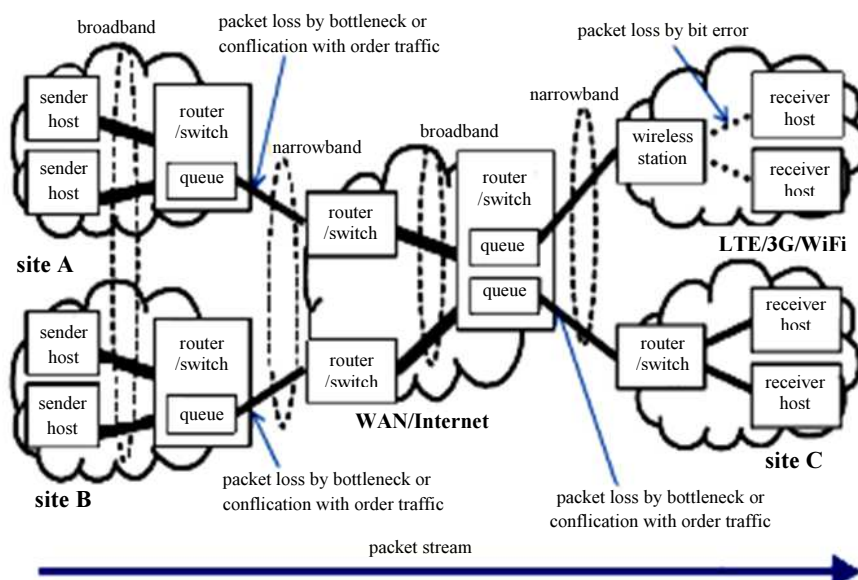 packet loss by bottleneck or
conflication with order traffic
broadband
packet loss by bit error
sender
host
router
/switch
sender
host
queue
narrowband
broadband
narrowband
wireless
station
receiver
host
receiver
host
router
/switch
router
/switch
queue
queue
LTE/3G/WiFi
site A
sender
host
router
/switch
sender
host
queue
router
/switch
WAN/Internet
router
/switch
receiver
host
receiver
host
site B
site C
packet loss by bottleneck or
conflication with order traffic
packet loss by bottleneck or
conflication with order traffic
packet stream